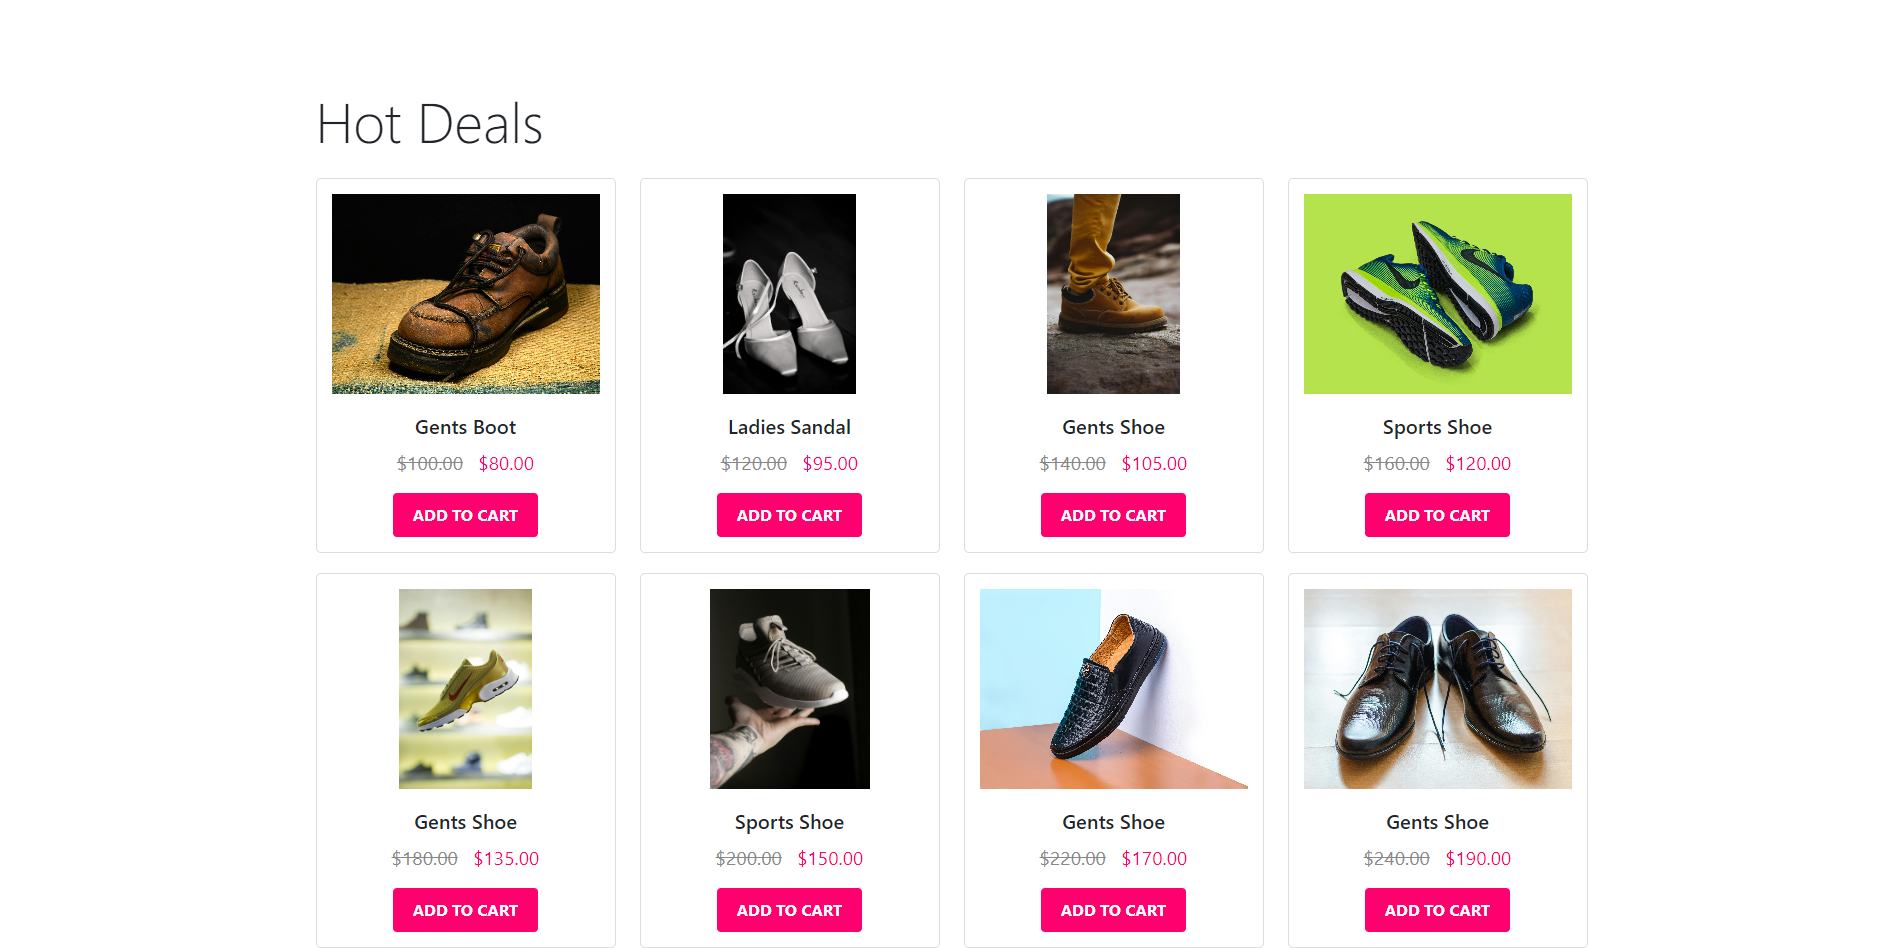 Hot Deals
Gents Boot
$100.00 $80.00
ADD TO CART
Ladies Sandal
$120.00 $95.00
ADD TO CART
Gents Shoe
$140.00 $105.00
ADD TO CART
Sports Shoe
$160.00 $120.00
ADD TO CART
Gents Shoe
$180.00 $135.00
ADD TO CART
Sports Shoe
$200.00 $150.00
ADD TO CART
Gents Shoe
$220.00 $170.00
ADD TO CART
Gents Shoe
$240.00 $190.00
ADD TO CART